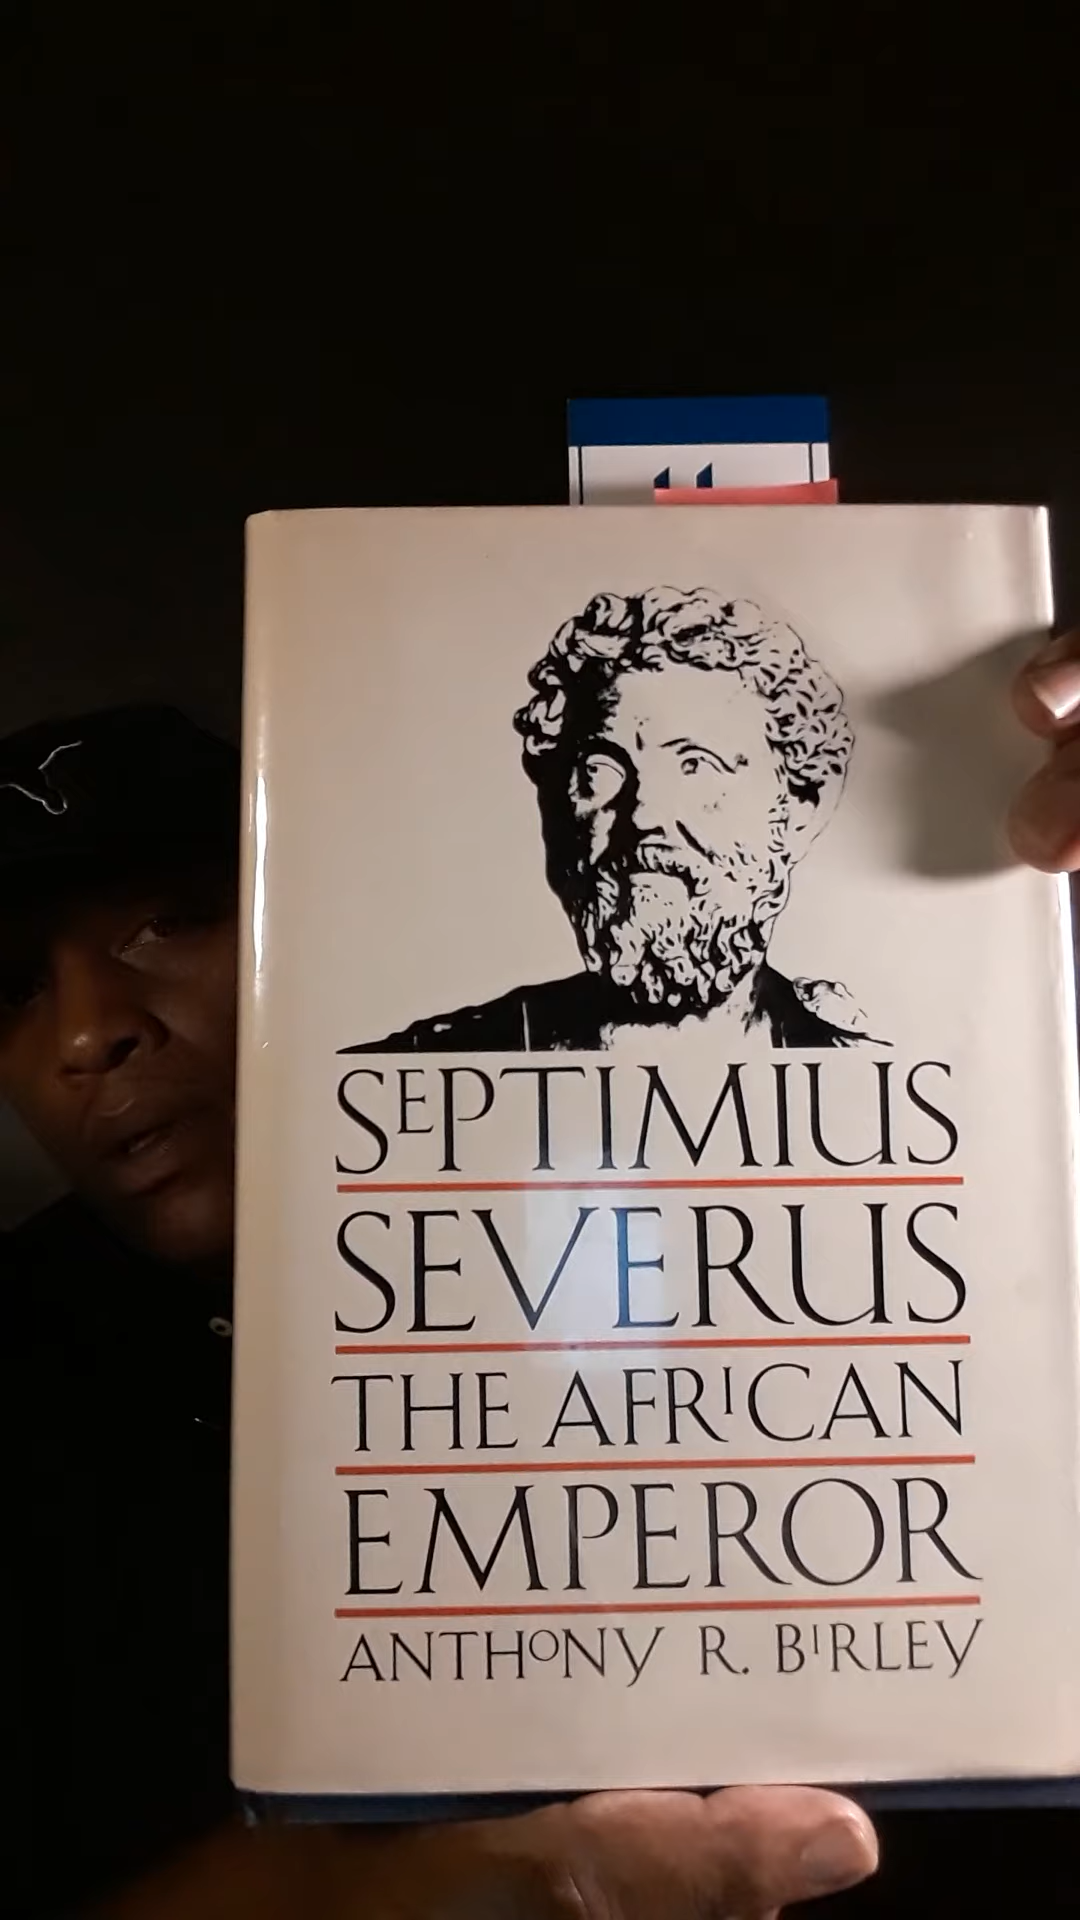 SEPTIMIUS
SEVERUS
THE AFRICAN
EMPEROR
ANTHONY R. BIRLEY